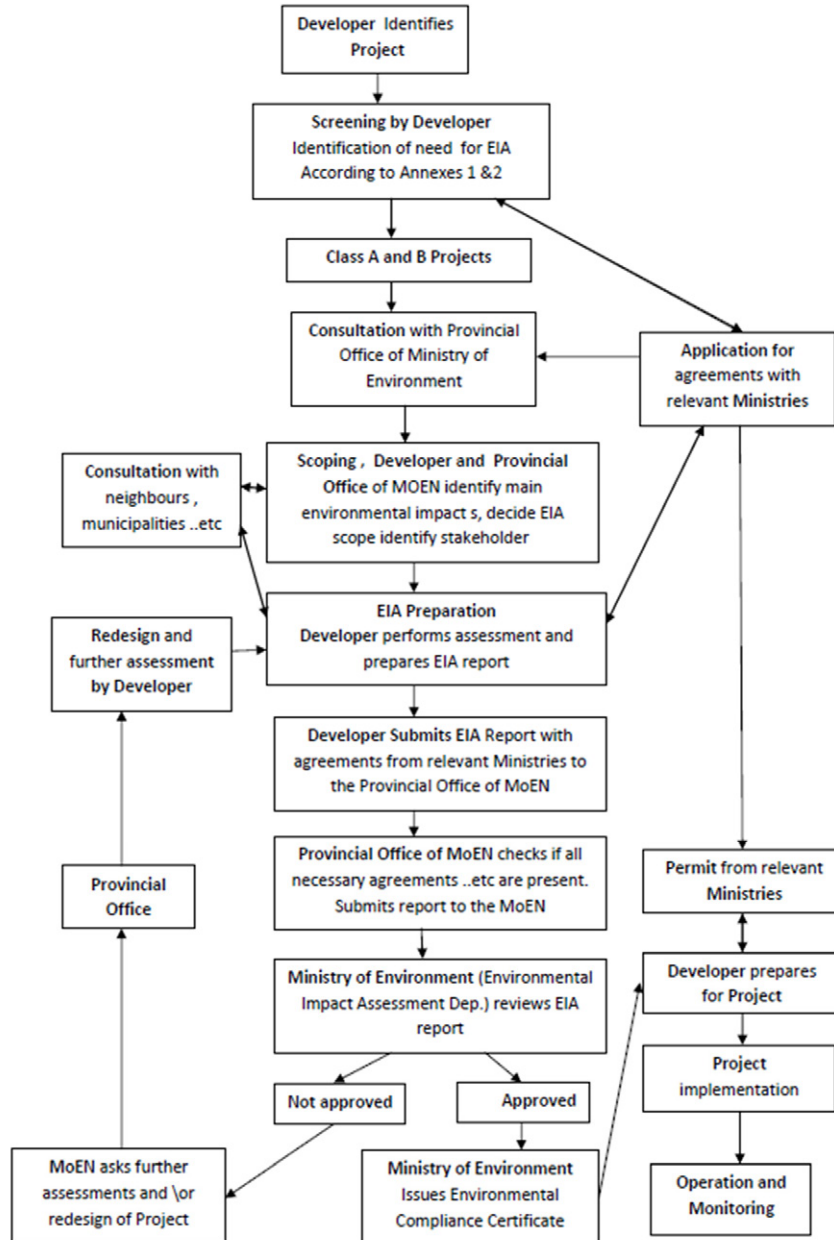 Developer Identifies
Project
Screening by Developer
Identification of need for EIA
According to Annexes 1 &2
Class A and B Projects
Consultation with Provincial
Office of Ministry of
Environment
Application for
agreements with
relevant Ministries
Consultation with
neighbours ,
municipalities ..etc
Scoping , Developer and Provincial
Office of MOEN identify main
environmental impact s, decide EIA
scope identify stakeholder
EIA Preparation
Developer performs assessment and
prepares EIA report
Redesign and
further assessment
by Developer
Developer Submits EIA Report with
agreements from relevant Ministries to
the Provincial Office of MoEN
Provincial Office of MoEN checks if all
necessary agreements ..etc are present.
Submits report to the MoEN
Provincial
Office
Permit from relevant
Ministries
Ministry of Environment (Environmental
Impact Assessment Dep.) reviews EIA
report
Developer prepares
for Project
Not approved
Approved
Project
implementation
MoEN asks further
assessments and \or
redesign of Project
Ministry of Environment
Issues Environmental
Compliance Certificate
Operation and
Monitoring